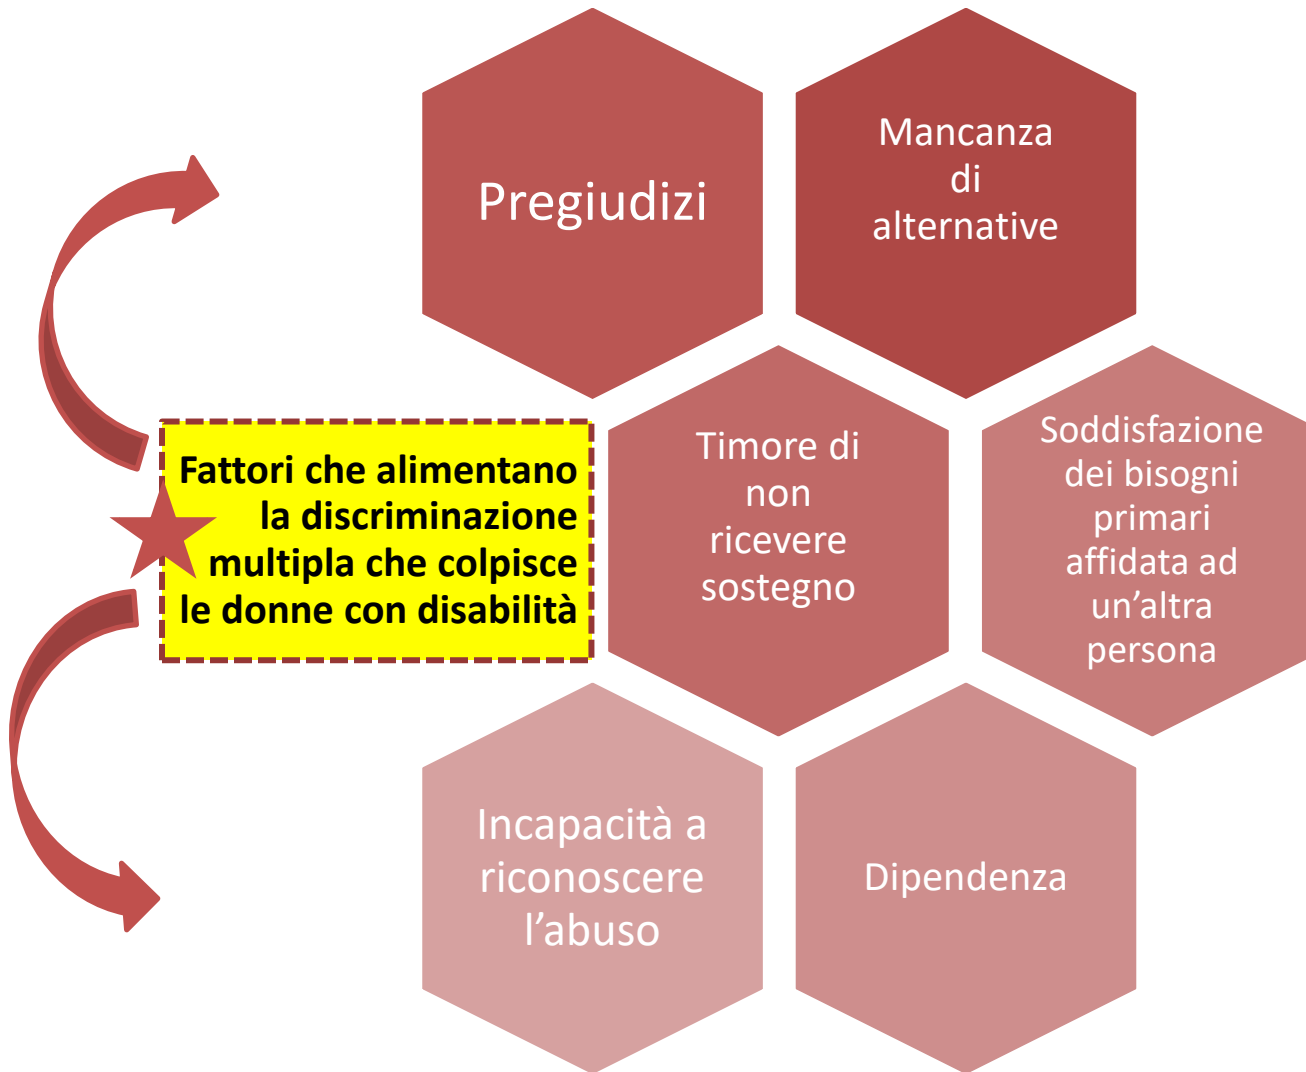 Pregiudizi
Mancanza
di
alternative
Fattori che alimentano
la discriminazione
multipla che colpisce
le donne con disabilità
Timore di
non
ricevere
sostegno
Soddisfazione
dei bisogni
primari
affidata ad
un’altra
persona
Incapacità a
riconoscere
l’abuso
Dipendenza